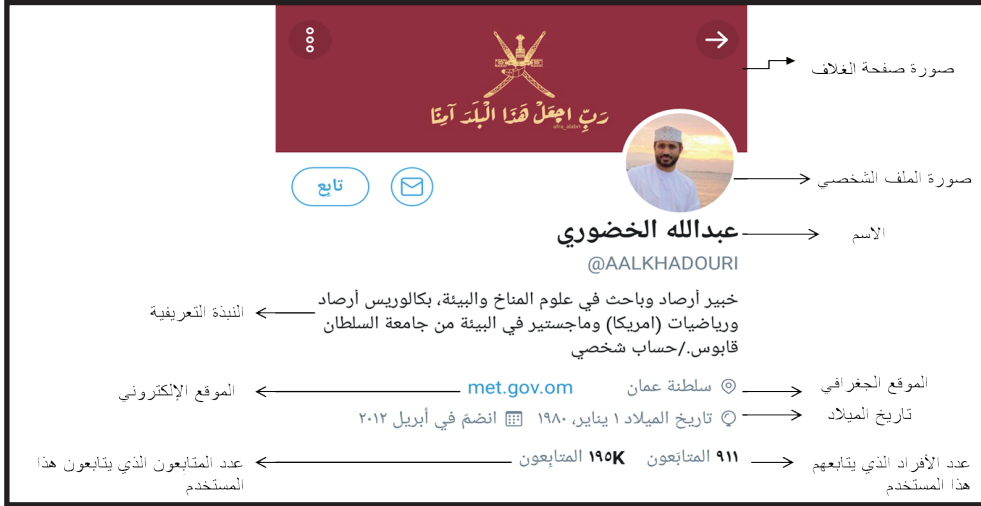 صورة صفحة الغلاف
رَبِّ اجْعَلْ هَذَا الْبَلَدَ آمِنًا
afra_alabri
صورة الملف الشخصي
تابِع
عبدالله الخضوري
الاسم
@AALKHADOURI
خبير أرصاد وباحث في علوم المناخ والبيئة، بكالوريس أرصاد
ورياضيات (امريكا) وماجستير في البيئة من جامعة السلطان
قابوس./حساب شخصي
النبذة التعريفية
الموقع الجغرافي
سلطنة عمان met.gov.om
الموقع الإلكتروني
تاريخ الميلاد
تاريخ الميلاد ١ يناير، ١٩٨٠ انضمَ في أبريل ٢٠١٢
٩١١ المتابَعون ١٩٥K المتابِعون
عدد الأفراد الذي يتابعهم
هذا المستخدم
عدد المتابعون الذي يتابعون هذا
المستخدم